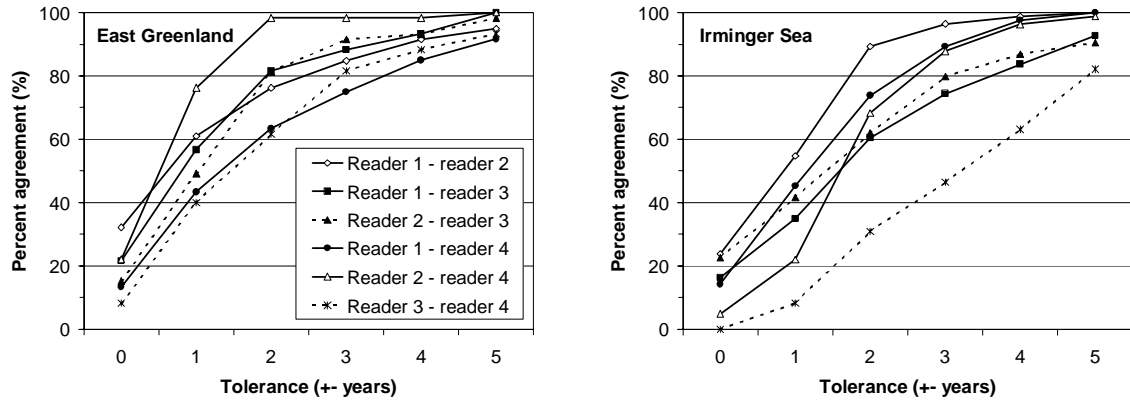 East Greenland
Percent agreement (%)
100
80
60
40
20
0
0 1 2 3 4 5
Tolerance (+- years)
Reader 1 - reader 2
Reader 1 - reader 3
Reader 2 - reader 3
Reader 1 - reader 4
Reader 2 - reader 4
Reader 3 - reader 4
Irminger Sea
Percent agreement (%)
100
80
60
40
20
0
0 1 2 3 4 5
Tolerance (+- years)